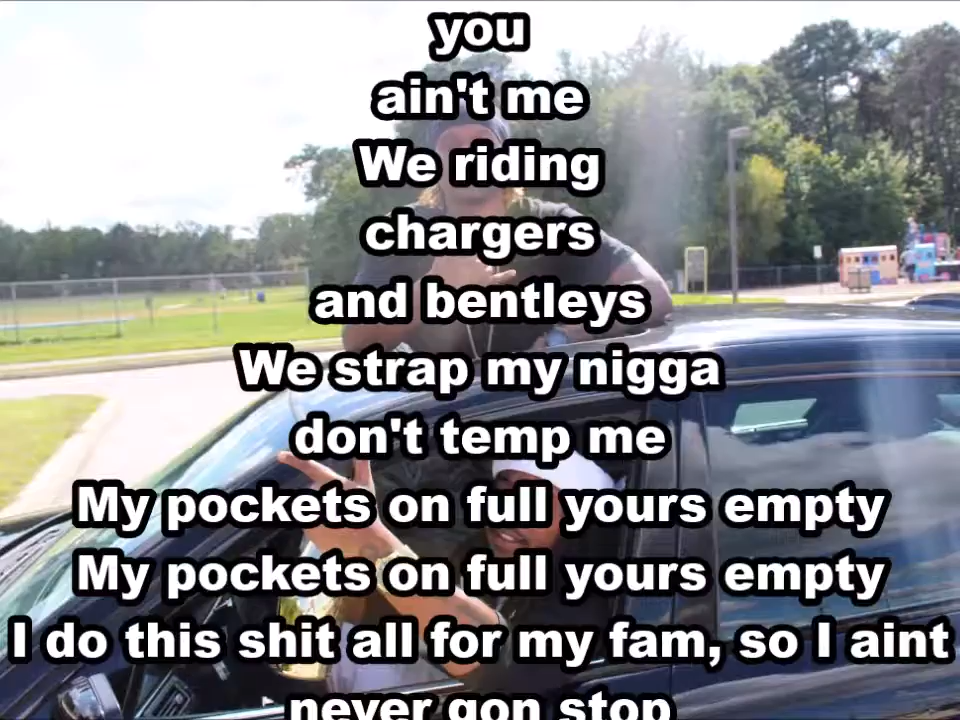 you
ain't me
We riding
chargers
and bentleys
We strap my nigga
don't temp me
My pockets on full yours empty
My pockets on full yours empty
I do this shit all for my fam, so I aint
never gon stop